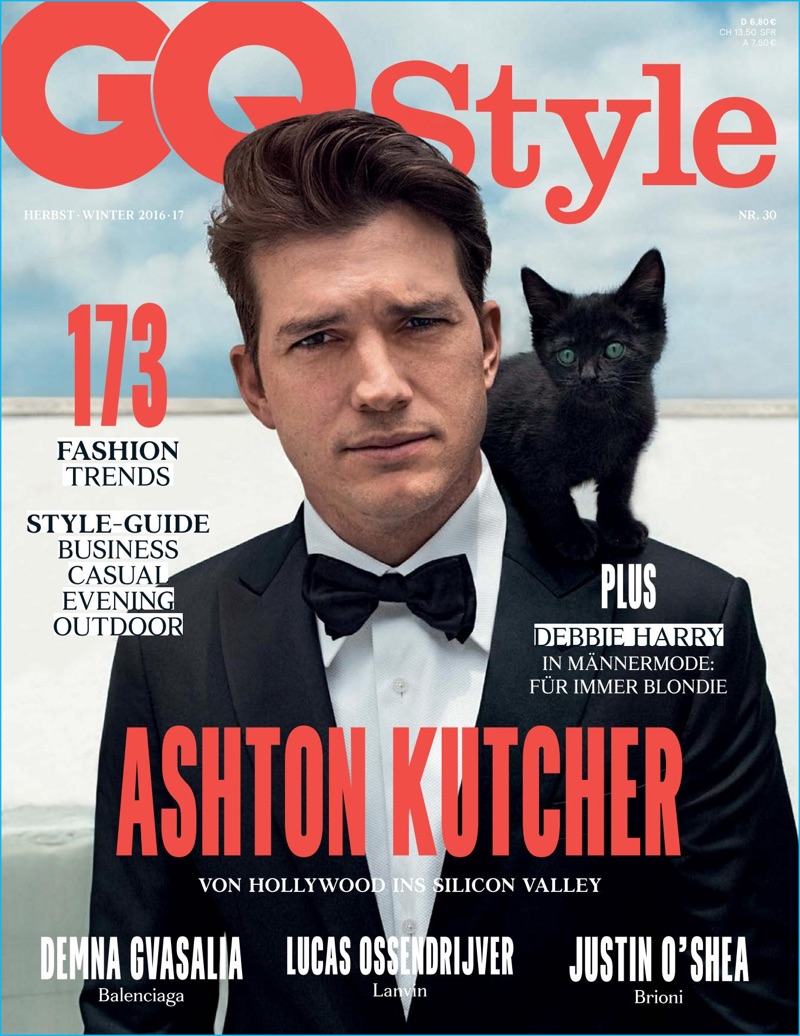 GQ Style
D 6,80 €
CH 13,50 SFR
A 7,50 €
HERBST · WINTER 2016 · 17
NR. 30
173
FASHION
TRENDS
STYLE-GUIDE
BUSINESS
CASUAL
EVENING
OUTDOOR
PLUS
DEBBIE HARRY
IN MÄNNERMODE:
FÜR IMMER BLONDIE
ASHTON KUTCHER
VON HOLLYWOOD INS SILICON VALLEY
DEMNA GVASALIA
Balenciaga
LUCAS OSSENDRIJVER
Lanvin
JUSTIN O'SHEA
Brioni